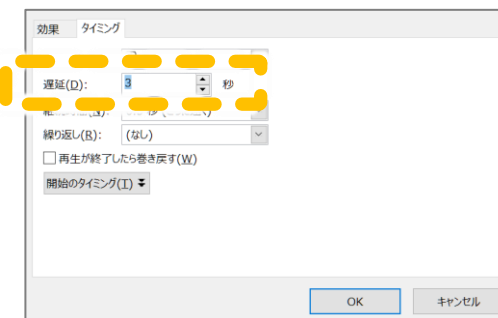 効果 タイミング
遅延(D): 3 秒
繰り返し(R): (なし)
再生が終了したら巻き戻す(W)
開始のタイミング(T)
OK キャンセル